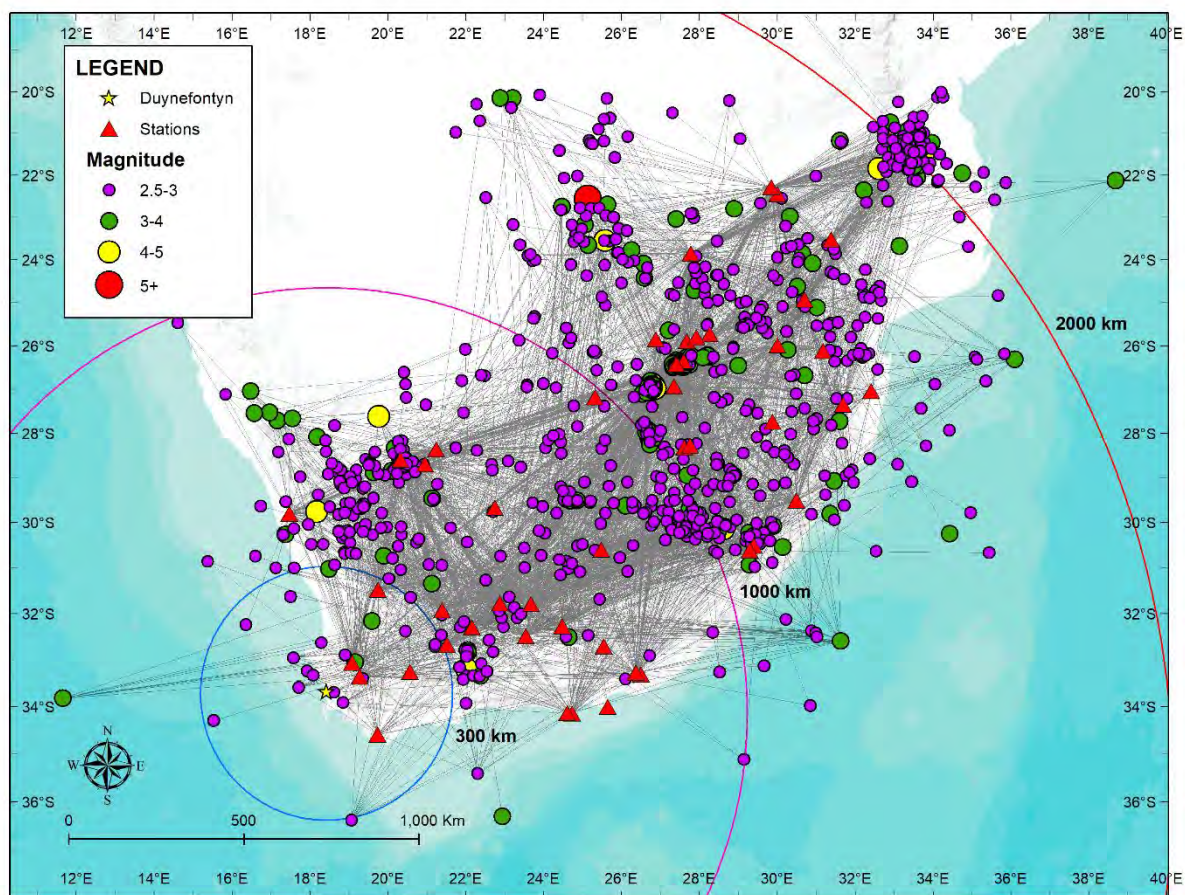 12°E 14°E 16°E 18°E 20°E 22°E 24°E 26°E 28°E 30°E 32°E 34°E 36°E 38°E 40°E
LEGEND
Duynefontyn
Stations
Magnitude
2.5-3
3-4
4-5
5+
20°S 20°S
22°S 22°S
24°S 24°S
26°S 26°S
28°S 28°S
30°S 30°S
32°S 32°S
34°S 34°S
36°S 36°S
2000 km
1000 km
300 km
N
W E
S
0 500 1,000 Km
12°E 14°E 16°E 18°E 20°E 22°E 24°E 26°E 28°E 30°E 32°E 34°E 36°E 38°E 40°E